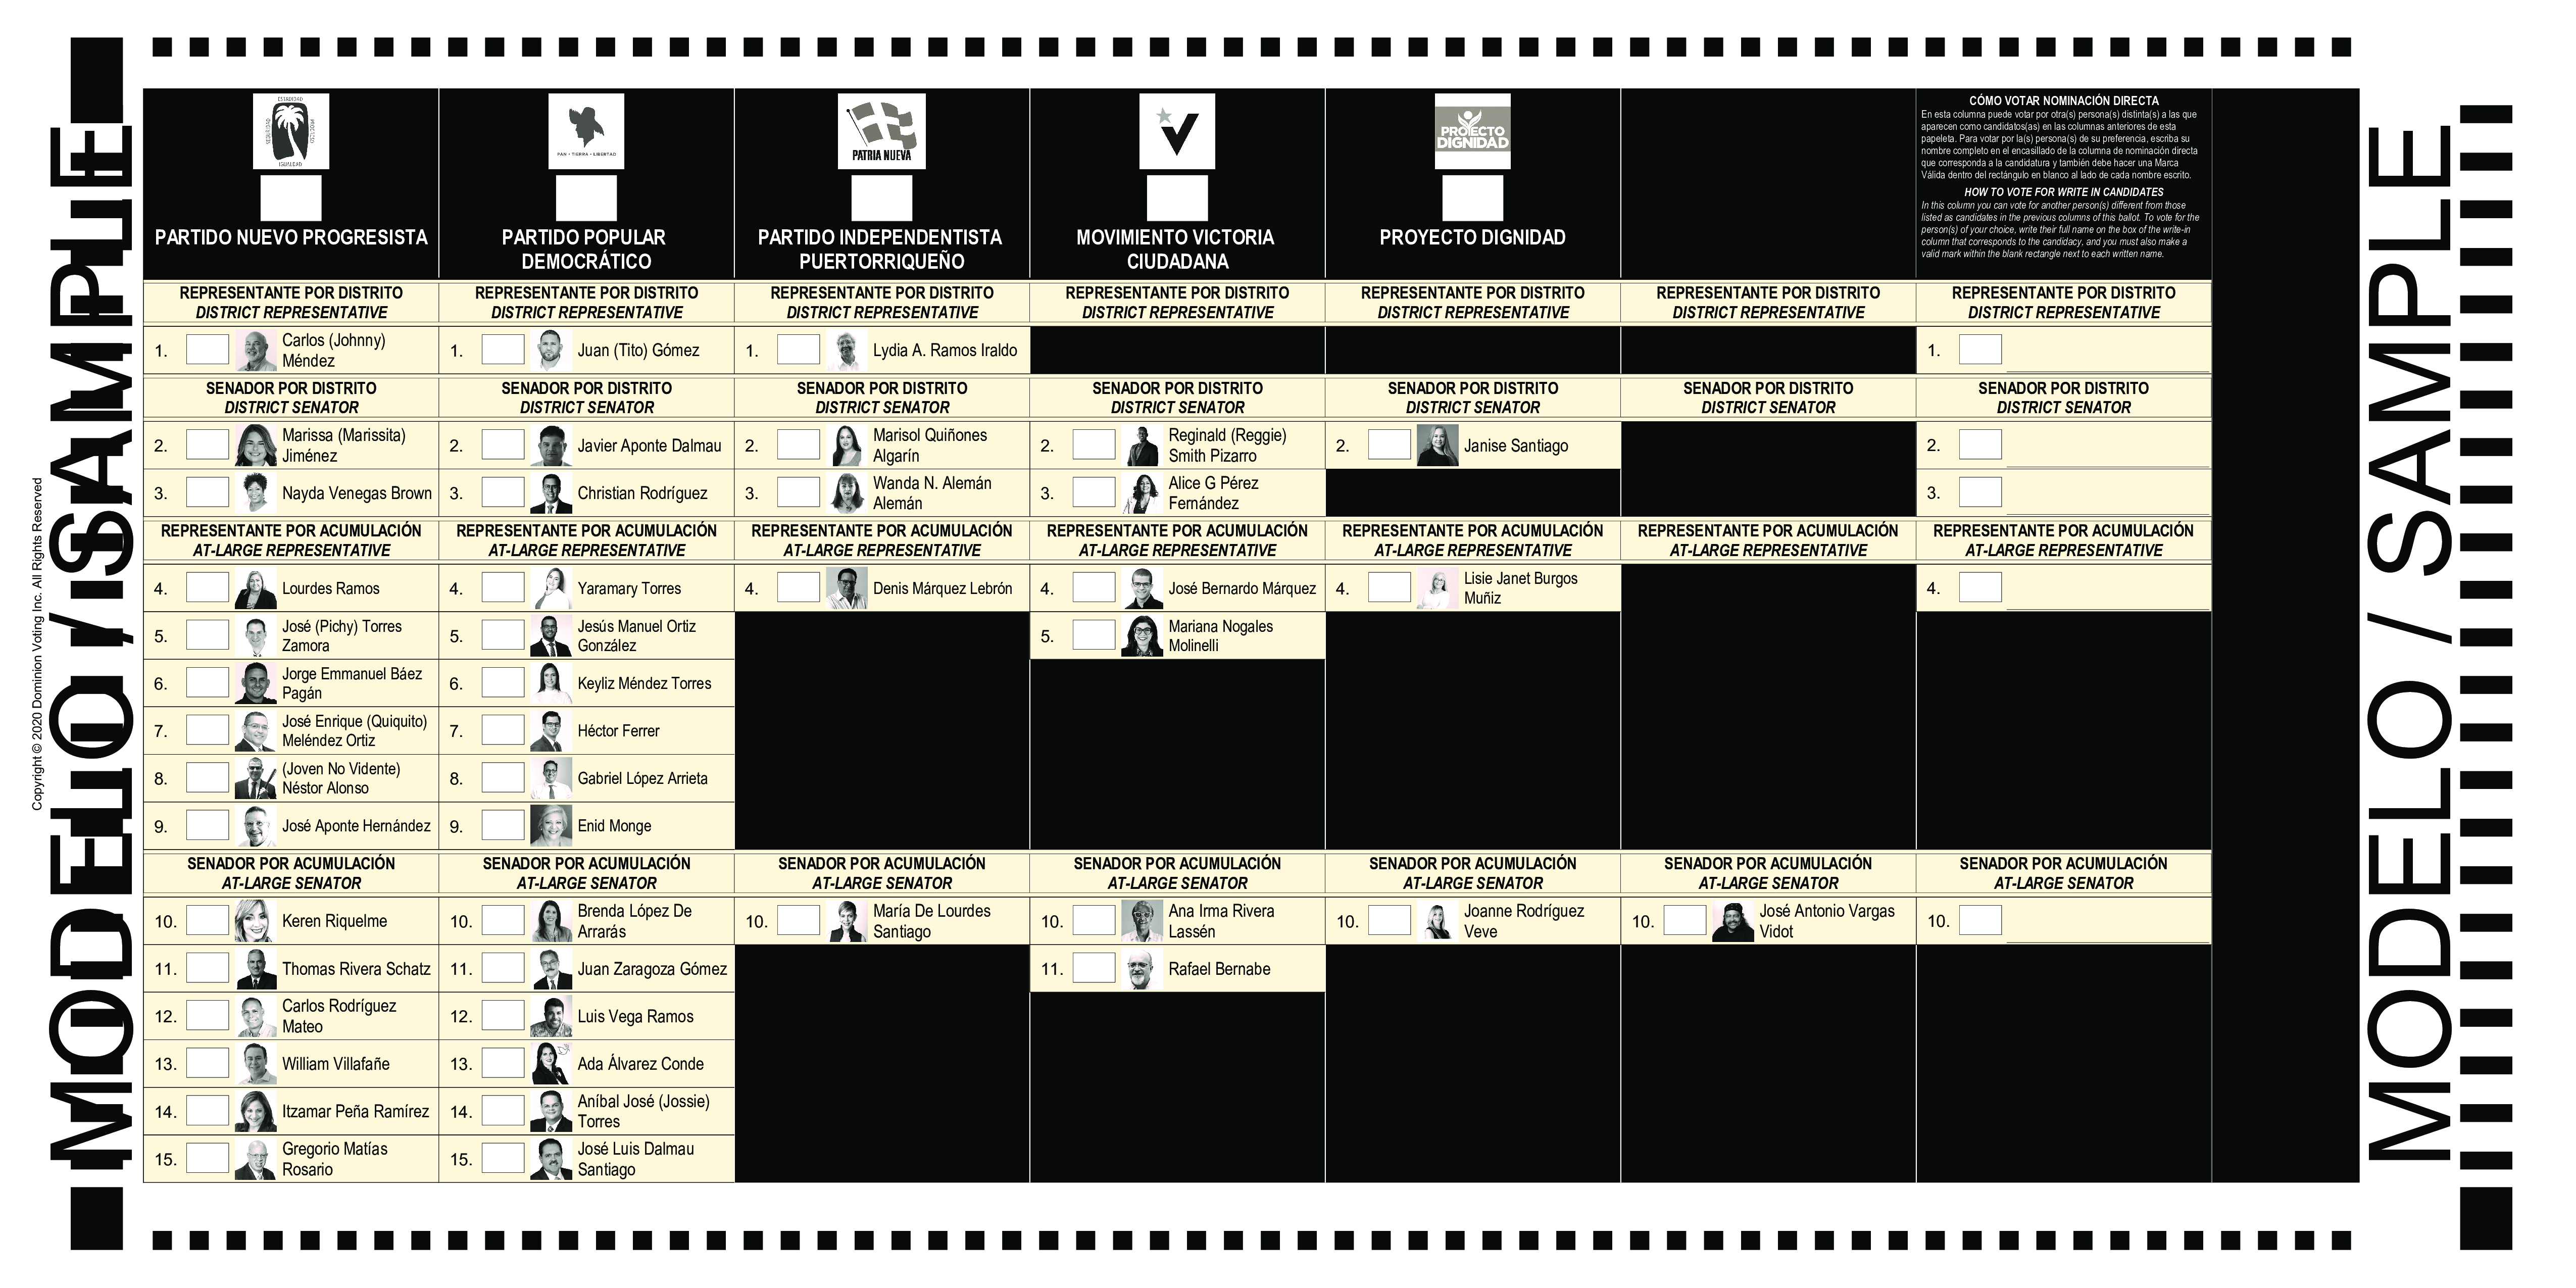 MODELO / SAMPLE
Copyright © 2020 Dominion Voting Inc. All Rights Reserved
ESTADIDAD
IGUALDAD
PARTIDO NUEVO PROGRESISTA
PAN • TIERRA • LIBERTAD
PARTIDO POPULAR
DEMOCRÁTICO
PATRIA NUEVA
PARTIDO INDEPENDENTISTA
PUERTORRIQUEÑO
MOVIMIENTO VICTORIA
CIUDADANA
PROYECTO
DIGNIDAD
PROYECTO DIGNIDAD
CÓMO VOTAR NOMINACIÓN DIRECTA
En esta columna puede votar por otra(s) persona(s) distinta(s) a las que
aparecen como candidatos(as) en las columnas anteriores de esta
papeleta. Para votar por la(s) persona(s) de su preferencia, escriba su
nombre completo en el encasillado de la columna de nominación directa
que corresponda a la candidatura y también debe hacer una Marca
Válida dentro del rectángulo en blanco al lado de cada nombre escrito.
HOW TO VOTE FOR WRITE IN CANDIDATES
In this column you can vote for another person(s) different from those
listed as candidates in the previous columns of this ballot. To vote for the
person(s) of your choice, write their full name on the box of the write-in
column that corresponds to the candidacy, and you must also make a
valid mark within the blank rectangle next to each written name.
REPRESENTANTE POR DISTRITO REPRESENTANTE POR DISTRITO REPRESENTANTE POR DISTRITO REPRESENTANTE POR DISTRITO REPRESENTANTE POR DISTRITO REPRESENTANTE POR DISTRITO REPRESENTANTE POR DISTRITO
DISTRICT REPRESENTATIVE DISTRICT REPRESENTATIVE DISTRICT REPRESENTATIVE DISTRICT REPRESENTATIVE DISTRICT REPRESENTATIVE DISTRICT REPRESENTATIVE DISTRICT REPRESENTATIVE
1. Carlos (Johnny)
Méndez
1. Juan (Tito) Gómez
1. Lydia A. Ramos Iraldo
1.
SENADOR POR DISTRITO SENADOR POR DISTRITO SENADOR POR DISTRITO SENADOR POR DISTRITO SENADOR POR DISTRITO SENADOR POR DISTRITO SENADOR POR DISTRITO
DISTRICT SENATOR DISTRICT SENATOR DISTRICT SENATOR DISTRICT SENATOR DISTRICT SENATOR DISTRICT SENATOR DISTRICT SENATOR
2. Marissa (Marissita)
Jiménez
2. Javier Aponte Dalmau
2. Marisol Quiñones
Algarín
2. Reginald (Reggie)
Smith Pizarro
2. Janise Santiago
2.
3. Nayda Venegas Brown
3. Christian Rodríguez
3. Wanda N. Alemán
Alemán
3. Alice G Pérez
Fernández
3.
REPRESENTANTE POR ACUMULACIÓN REPRESENTANTE POR ACUMULACIÓN REPRESENTANTE POR ACUMULACIÓN REPRESENTANTE POR ACUMULACIÓN REPRESENTANTE POR ACUMULACIÓN REPRESENTANTE POR ACUMULACIÓN REPRESENTANTE POR ACUMULACIÓN
AT-LARGE REPRESENTATIVE AT-LARGE REPRESENTATIVE AT-LARGE REPRESENTATIVE AT-LARGE REPRESENTATIVE AT-LARGE REPRESENTATIVE AT-LARGE REPRESENTATIVE AT-LARGE REPRESENTATIVE
4. Lourdes Ramos
4. Yaramary Torres
4. Denis Márquez Lebrón
4. José Bernardo Márquez
4. Lisie Janet Burgos
Muñiz
4.
5. José (Pichy) Torres
Zamora
5. Jesús Manuel Ortiz
González
5. Mariana Nogales
Molinelli
6. Jorge Emmanuel Báez
Pagán
6. Keyliz Méndez Torres
7. José Enrique (Quiquito)
Meléndez Ortiz
7. Héctor Ferrer
8. (Joven No Vidente)
Néstor Alonso
8. Gabriel López Arrieta
9. José Aponte Hernández
9. Enid Monge
SENADOR POR ACUMULACIÓN SENADOR POR ACUMULACIÓN SENADOR POR ACUMULACIÓN SENADOR POR ACUMULACIÓN SENADOR POR ACUMULACIÓN SENADOR POR ACUMULACIÓN SENADOR POR ACUMULACIÓN
AT-LARGE SENATOR AT-LARGE SENATOR AT-LARGE SENATOR AT-LARGE SENATOR AT-LARGE SENATOR AT-LARGE SENATOR AT-LARGE SENATOR
10. Keren Riquelme
10. Brenda López De
Arrarás
10. María De Lourdes
Santiago
10. Ana Irma Rivera
Lassén
10. Joanne Rodríguez
Veve
10. José Antonio Vargas
Vidot
10.
11. Thomas Rivera Schatz
11. Juan Zaragoza Gómez
11. Rafael Bernabe
12. Carlos Rodríguez
Mateo
12. Luis Vega Ramos
13. William Villafañe
13. Ada Álvarez Conde
14. Itzamar Peña Ramírez
14. Aníbal José (Jossie)
Torres
15. Gregorio Matías
Rosario
15. José Luis Dalmau
Santiago
MODELO / SAMPLE